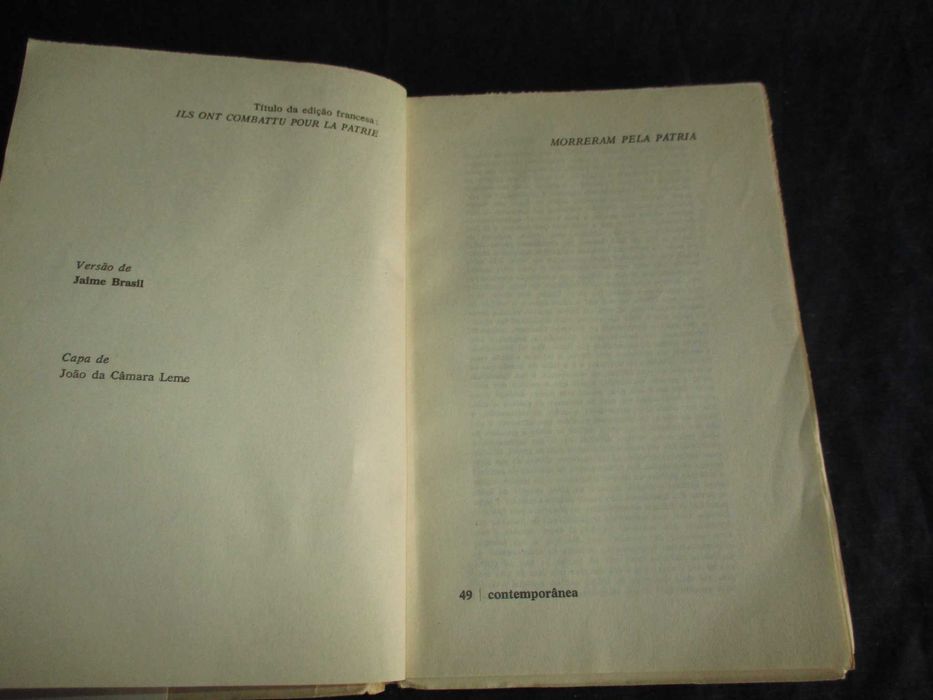 Título da edição francesa:
ILS ONT COMBATTU POUR LA PATRIE
Versão de
Jaime Brasil
Capa de
João da Câmara Leme
MORRERAM PELA PÁTRIA
49 | contemporânea